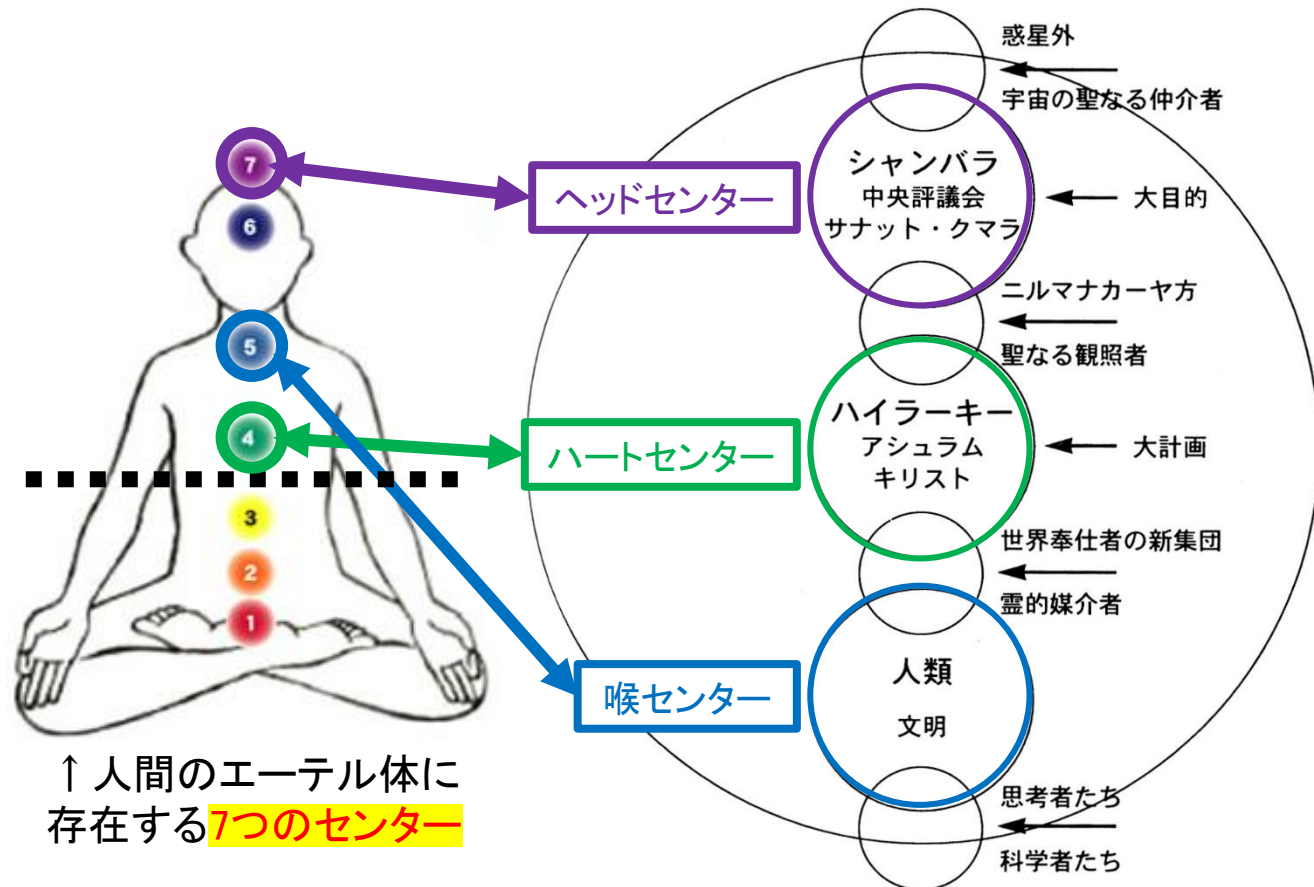 7
6
5
4
3
2
1
↑人間のエーテル体に
存在する7つのセンター
ヘッドセンター
ハートセンター
喉センター
惑星外
宇宙の聖なる仲介者
シャンバラ
中央評議会
サナット・クマラ
大目的
ニルマナカーヤ方
聖なる観照者
ハイラーキー
アシュラム
キリスト
大計画
世界奉仕者の新集団
霊的媒介者
人類
文明
思考者たち
科学者たち